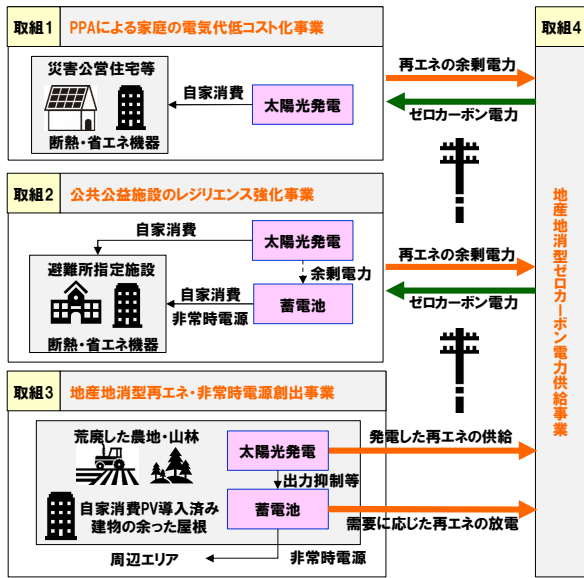 取組1 PPAによる家庭の電気代低コスト化事業
災害公営住宅等
断熱・省エネ機器
自家消費
太陽光発電
再エネの余剰電力
ゼロカーボン電力
取組2 公共公益施設のレジリエンス強化事業
自家消費
太陽光発電
余剰電力
避難所指定施設
断熱・省エネ機器
自家消費
非常時電源
蓄電池
再エネの余剰電力
ゼロカーボン電力
取組3 地産地消型再エネ・非常時電源創出事業
荒廃した農地・山林
自家消費PV導入済み
建物の余った屋根
太陽光発電
出力抑制等
蓄電池
周辺エリア
非常時電源
発電した再エネの供給
需要に応じた再エネの放電
取組4
地産地消型ゼロカーボン電力供給事業